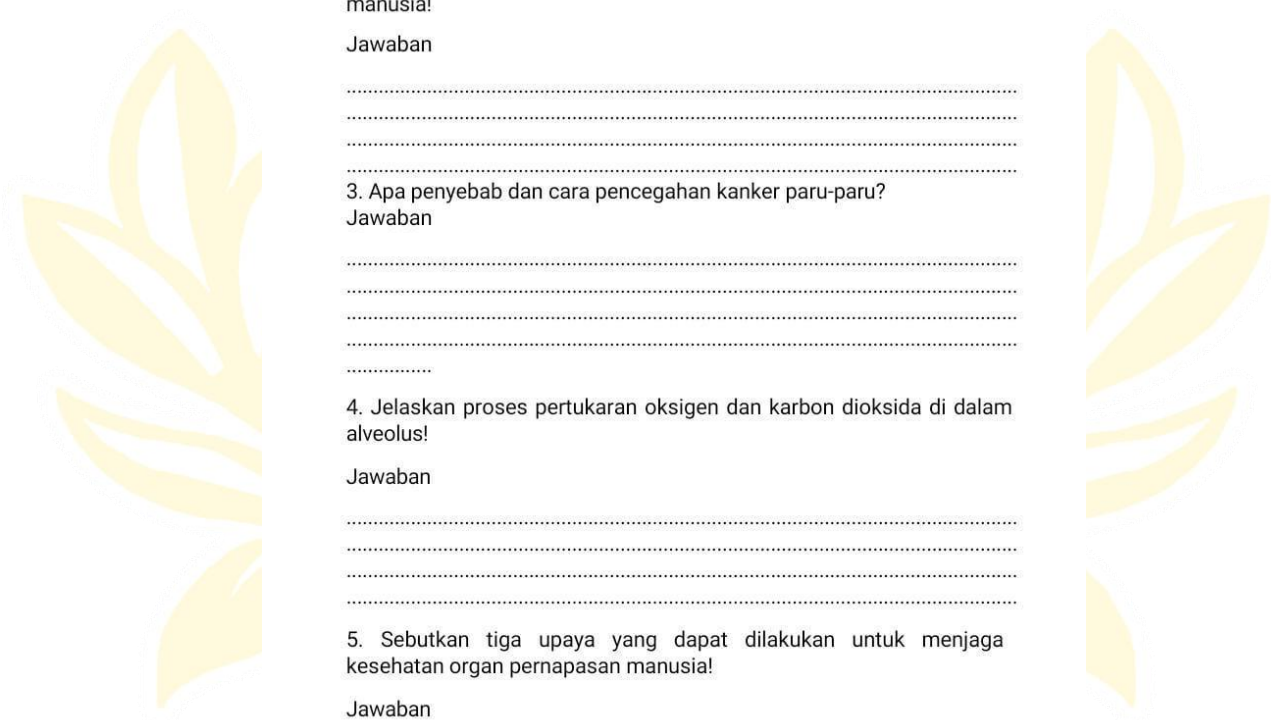 manusia!
Jawaban
........................................................................................................................
........................................................................................................................
........................................................................................................................
........................................................................................................................
3. Apa penyebab dan cara pencegahan kanker paru-paru?
Jawaban
........................................................................................................................
........................................................................................................................
........................................................................................................................
........................................................................................................................
................
4. Jelaskan proses pertukaran oksigen dan karbon dioksida di dalam
alveolus!
Jawaban
........................................................................................................................
........................................................................................................................
........................................................................................................................
........................................................................................................................
5. Sebutkan tiga upaya yang dapat dilakukan untuk menjaga
kesehatan organ pernapasan manusia!
Jawaban